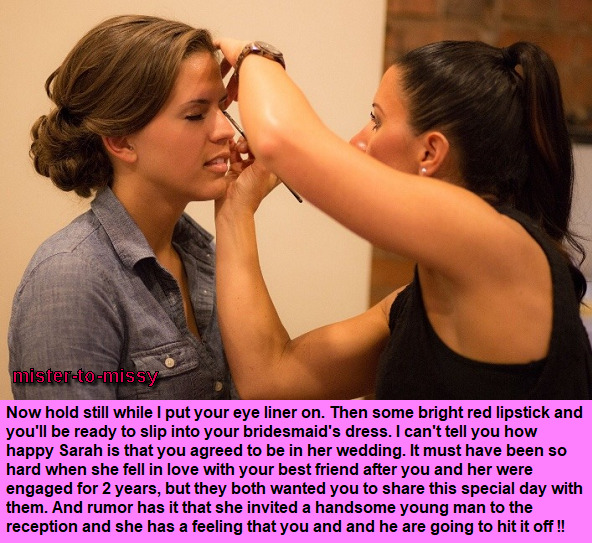 mister-to-missy
Now hold still while I put your eye liner on. Then some bright red lipstick and
you'll be ready to slip into your bridesmaid's dress. I can't tell you how
happy Sarah is that you agreed to be in her wedding. It must have been so
hard when she fell in love with your best friend after you and her were
engaged for 2 years, but they both wanted you to share this special day with
them. And rumor has it that she invited a handsome young man to the
reception and she has a feeling that you and and he are going to hit it off !!